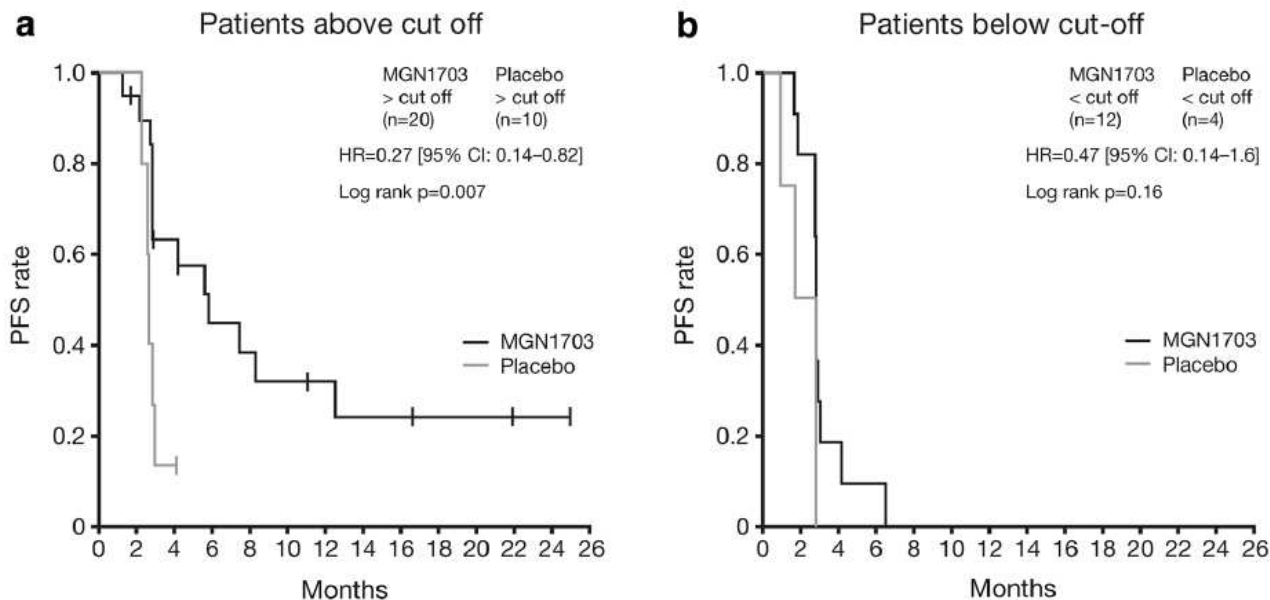 a Patients above cut off
1.0
0.8
0.6
0.4
0.2
0
PFS rate
MGN1703 Placebo
> cut off > cut off
(n=20) (n=10)
HR=0.27 [95% CI: 0.14–0.82]
Log rank p=0.007
MGN1703
Placebo
0 2 4 6 8 10 12 14 16 18 20 22 24 26
Months
b Patients below cut-off
1.0
0.8
0.6
0.4
0.2
0
PFS rate
MGN1703 Placebo
< cut off < cut off
(n=12) (n=4)
HR=0.47 [95% CI: 0.14–1.6]
Log rank p=0.16
MGN1703
Placebo
0 2 4 6 8 10 12 14 16 18 20 22 24 26
Months